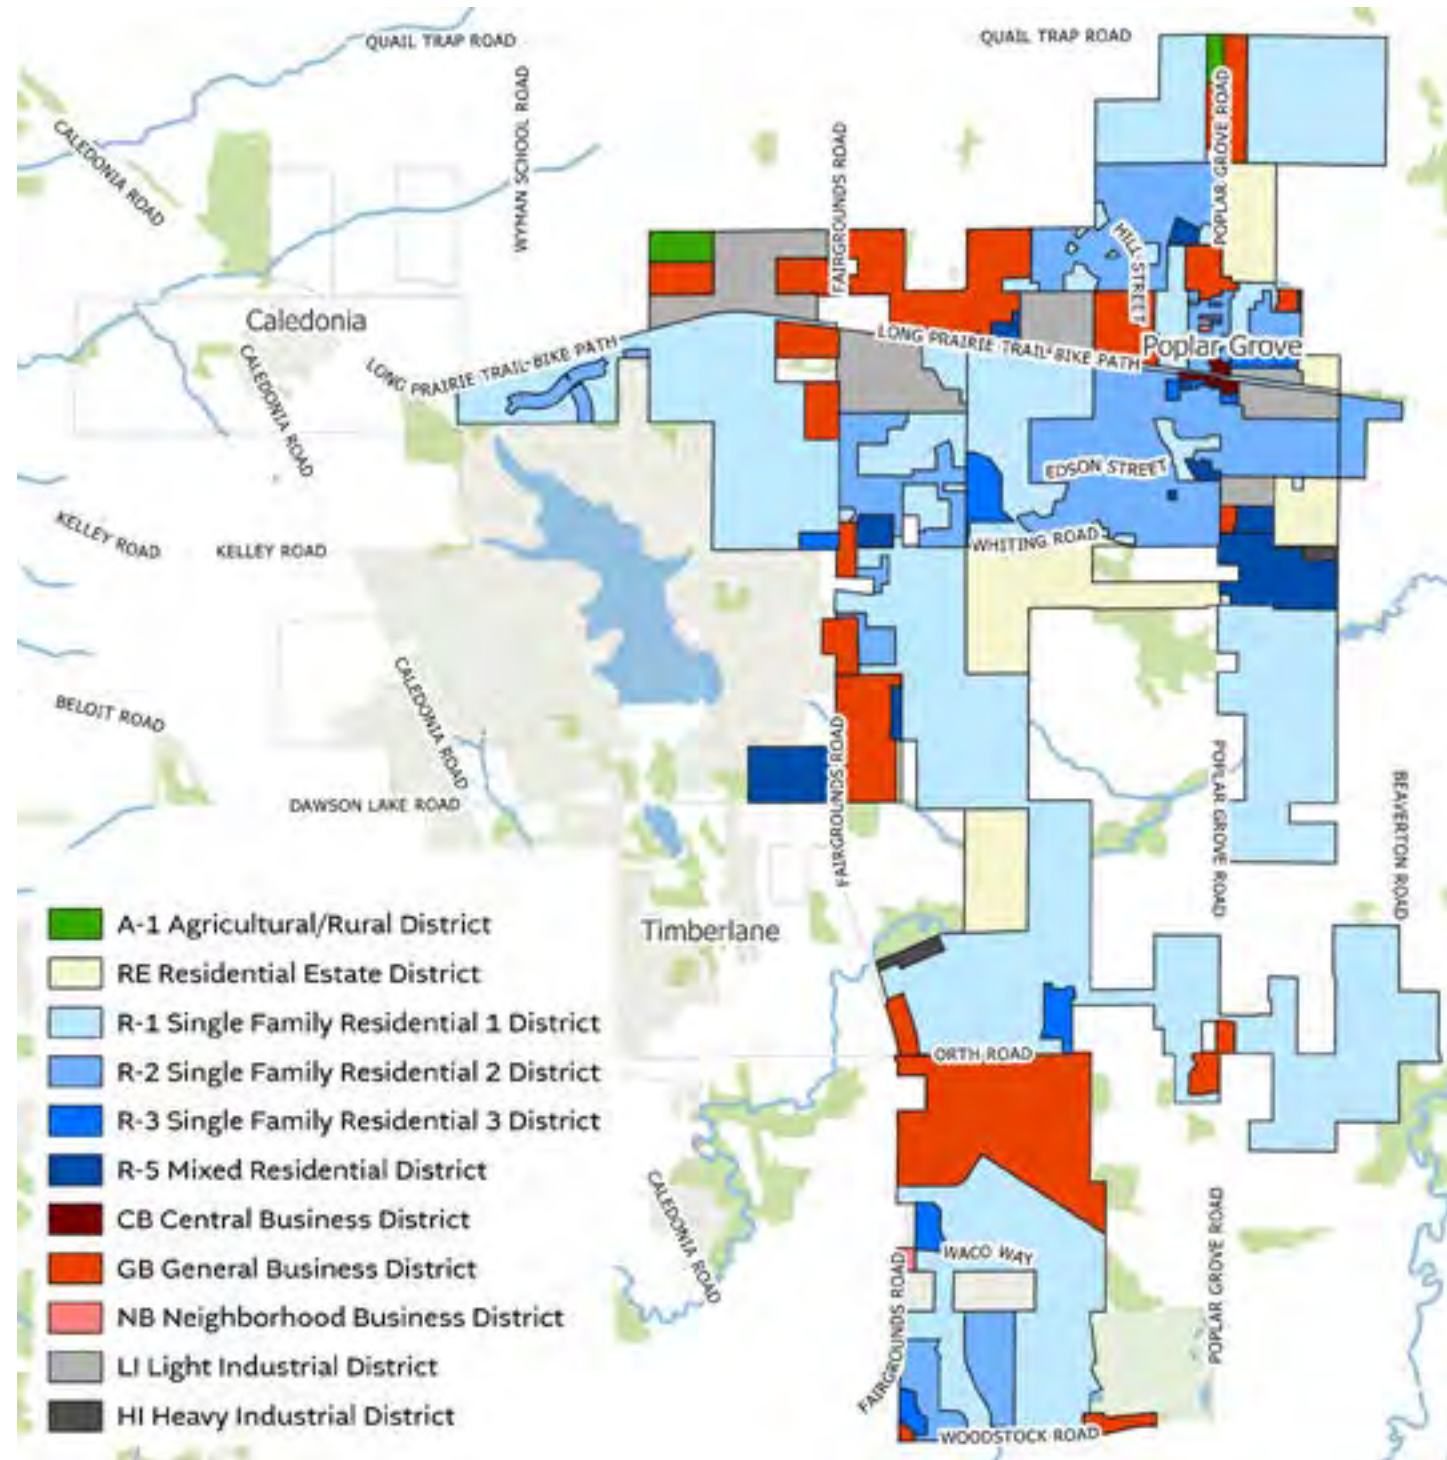 QUAIL TRAP ROAD
QUAIL TRAP ROAD
CALEDONIA ROAD
WYMAN SCHOOL ROAD
FAIRGROUNDS ROAD
POPLAR GROVE ROAD
HILL STREET
Caledonia
CALEDONIA ROAD
LONG PRAIRIE TRAIL-BIKE PATH
LONG PRAIRIE TRAIL-BIKE PATH
Poplar Grove
EDSON STREET
KELLEY ROAD
KELLEY ROAD
WHITING ROAD
CALEDONIA ROAD
BELOIT ROAD
FAIRGROUNDS ROAD
POPLAR GROVE ROAD
BEAVERTON ROAD
DAWSON LAKE ROAD
Timberlane
A-1 Agricultural/Rural District
RE Residential Estate District
R-1 Single Family Residential 1 District
R-2 Single Family Residential 2 District
R-3 Single Family Residential 3 District
R-5 Mixed Residential District
CB Central Business District
GB General Business District
NB Neighborhood Business District
LI Light Industrial District
HI Heavy Industrial District
ORTH ROAD
CALEDONIA ROAD
WACO WAY
FAIRGROUNDS ROAD
POPLAR GROVE ROAD
WOODSTOCK ROAD